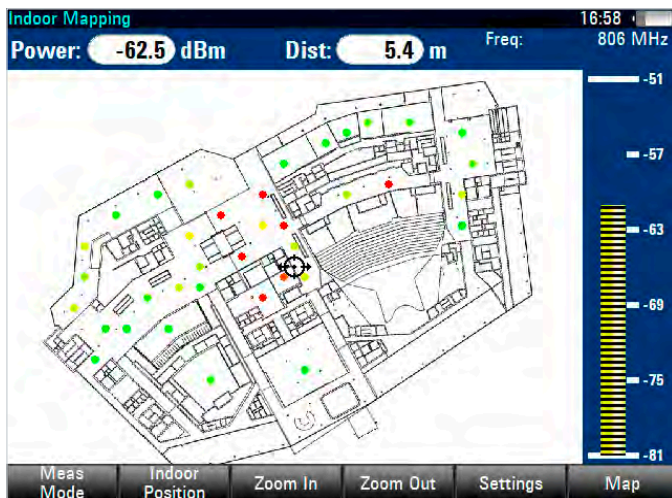 Indoor Mapping 16:58
Power: -62.5 dBm Dist: 5.4 m Freq: 806 MHz
-51
-57
-63
-69
-75
-81
Meas Mode Indoor Position Zoom In Zoom Out Settings Map